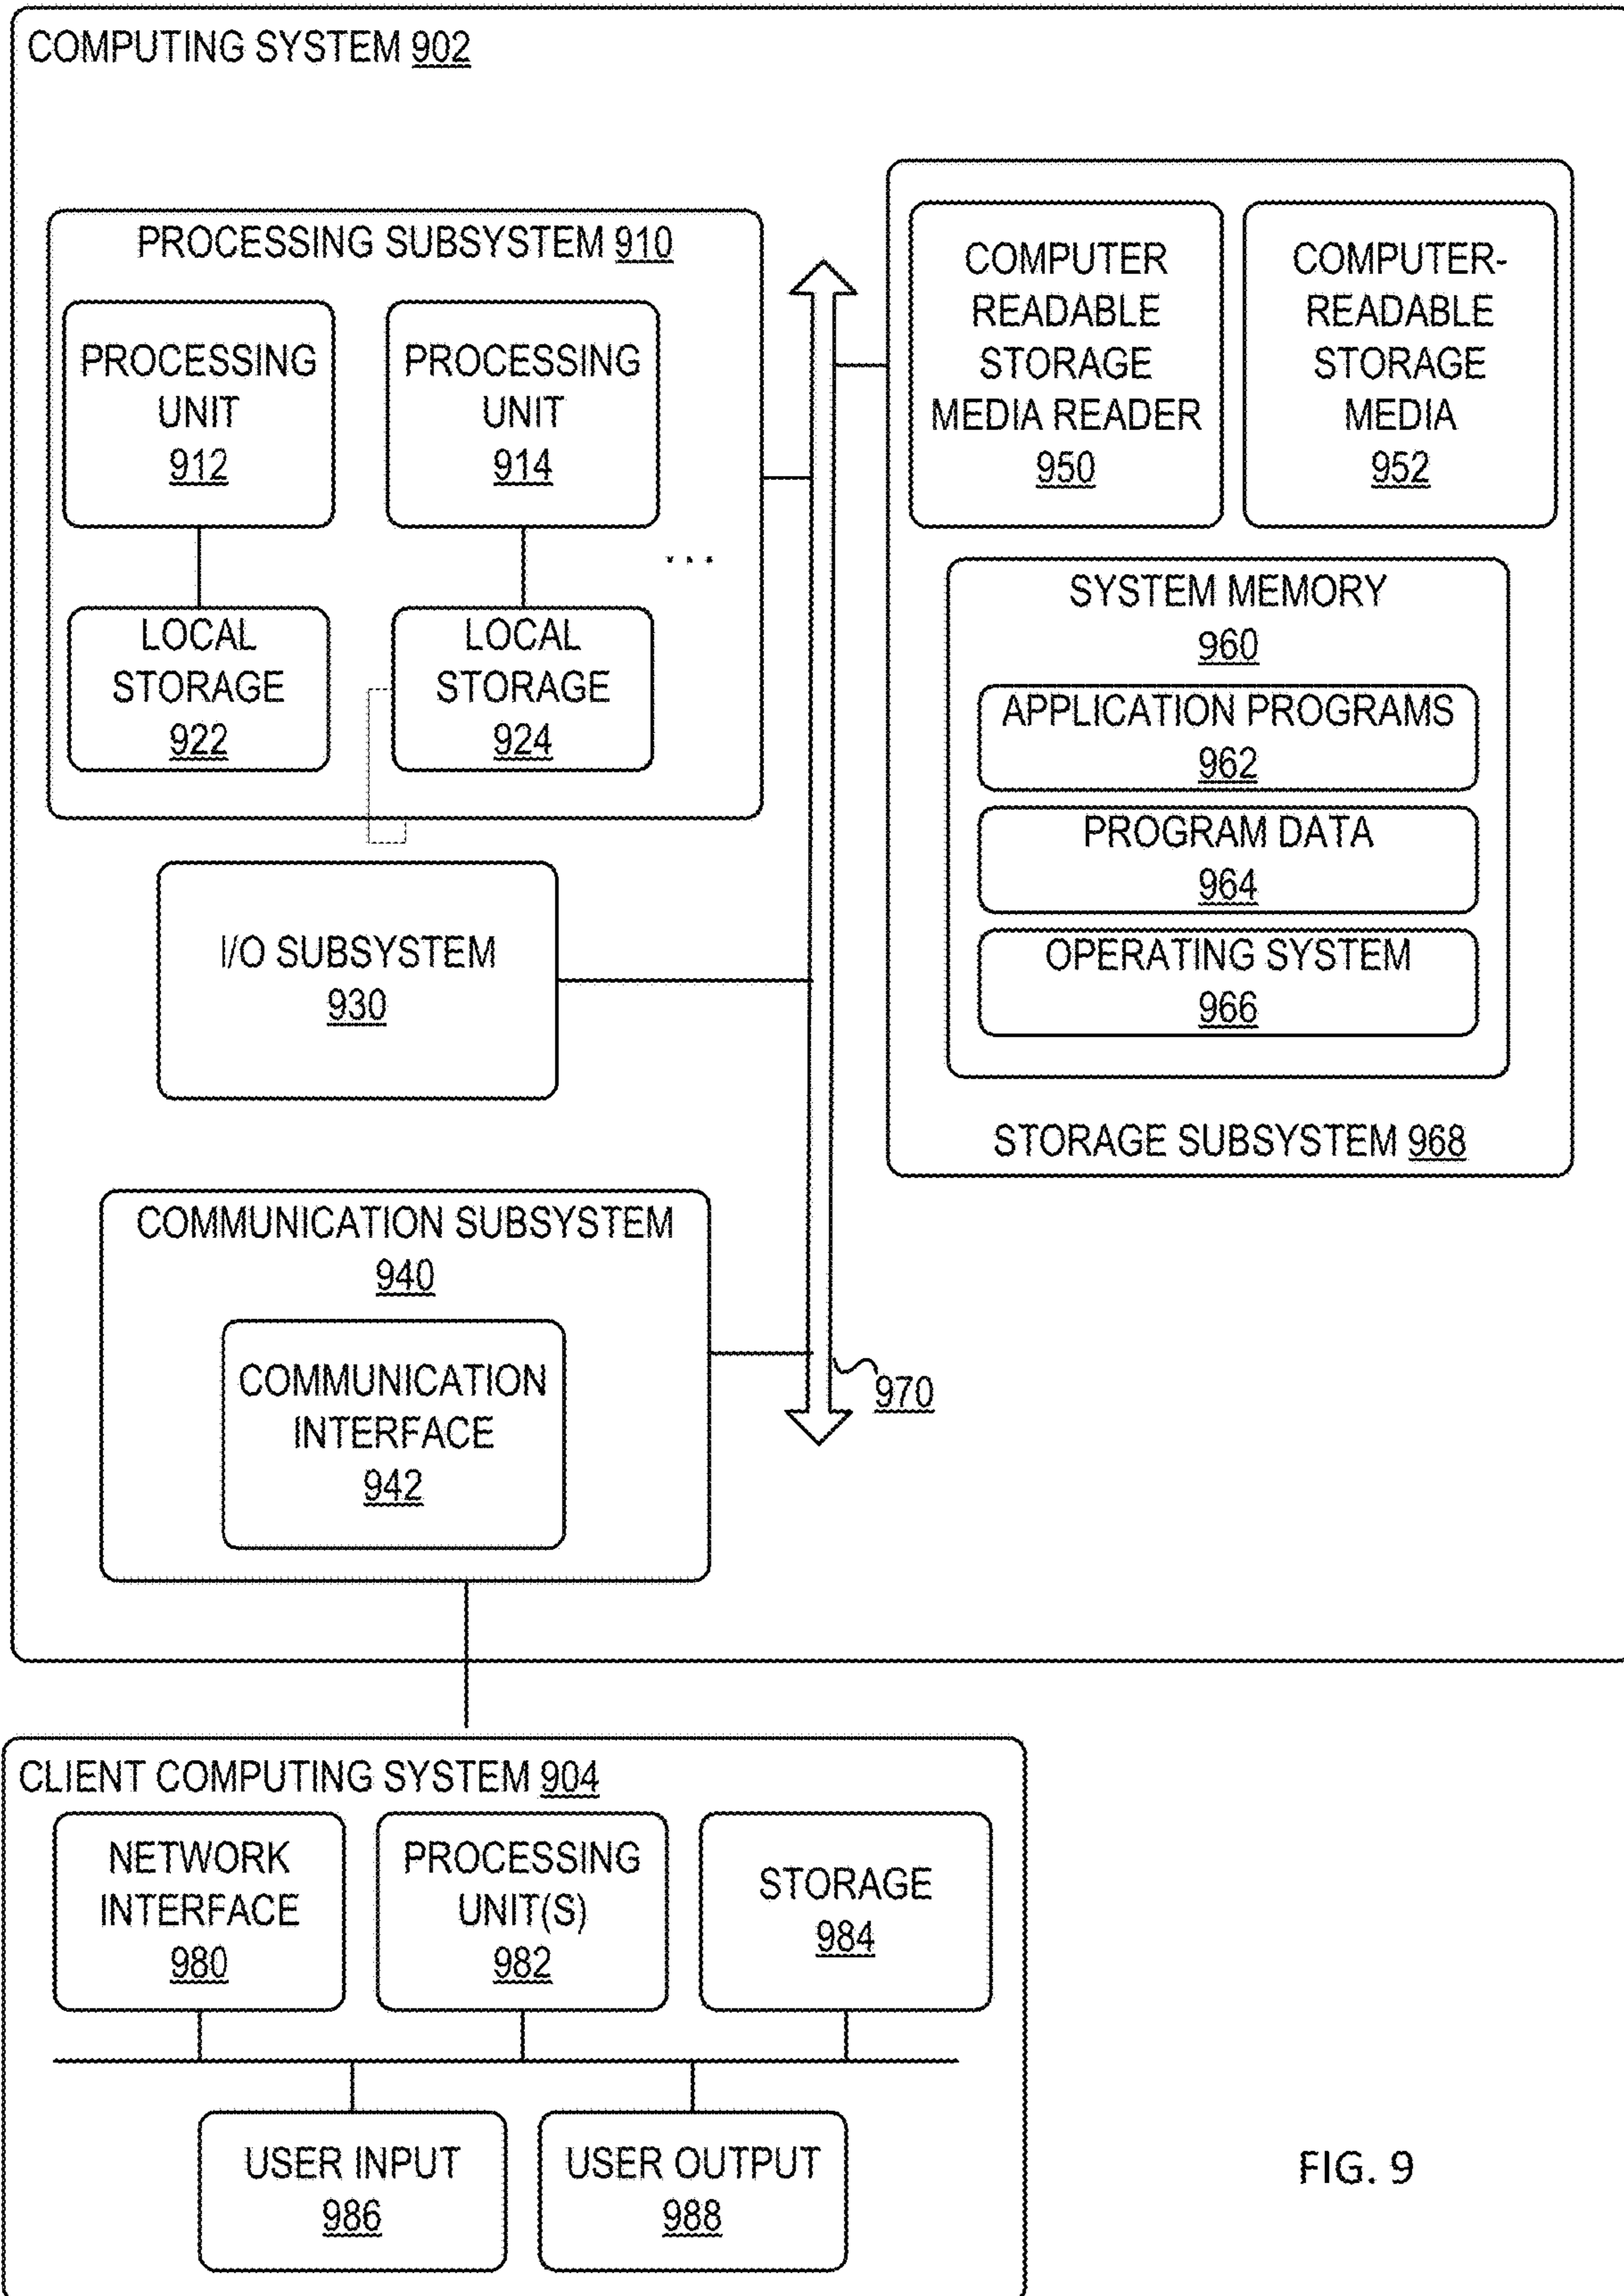 COMPUTING SYSTEM 902
PROCESSING SUBSYSTEM 910
PROCESSING
UNIT
912
PROCESSING
UNIT
914
...
LOCAL
STORAGE
922
LOCAL
STORAGE
924
I/O SUBSYSTEM
930
COMMUNICATION SUBSYSTEM
940
COMMUNICATION
INTERFACE
942
970
COMPUTER
READABLE
STORAGE
MEDIA READER
950
COMPUTER-
READABLE
STORAGE
MEDIA
952
SYSTEM MEMORY
960
APPLICATION PROGRAMS
962
PROGRAM DATA
964
OPERATING SYSTEM
966
STORAGE SUBSYSTEM 968
CLIENT COMPUTING SYSTEM 904
NETWORK
INTERFACE
980
PROCESSING
UNIT(S)
982
STORAGE
984
USER INPUT
986
USER OUTPUT
988
FIG. 9